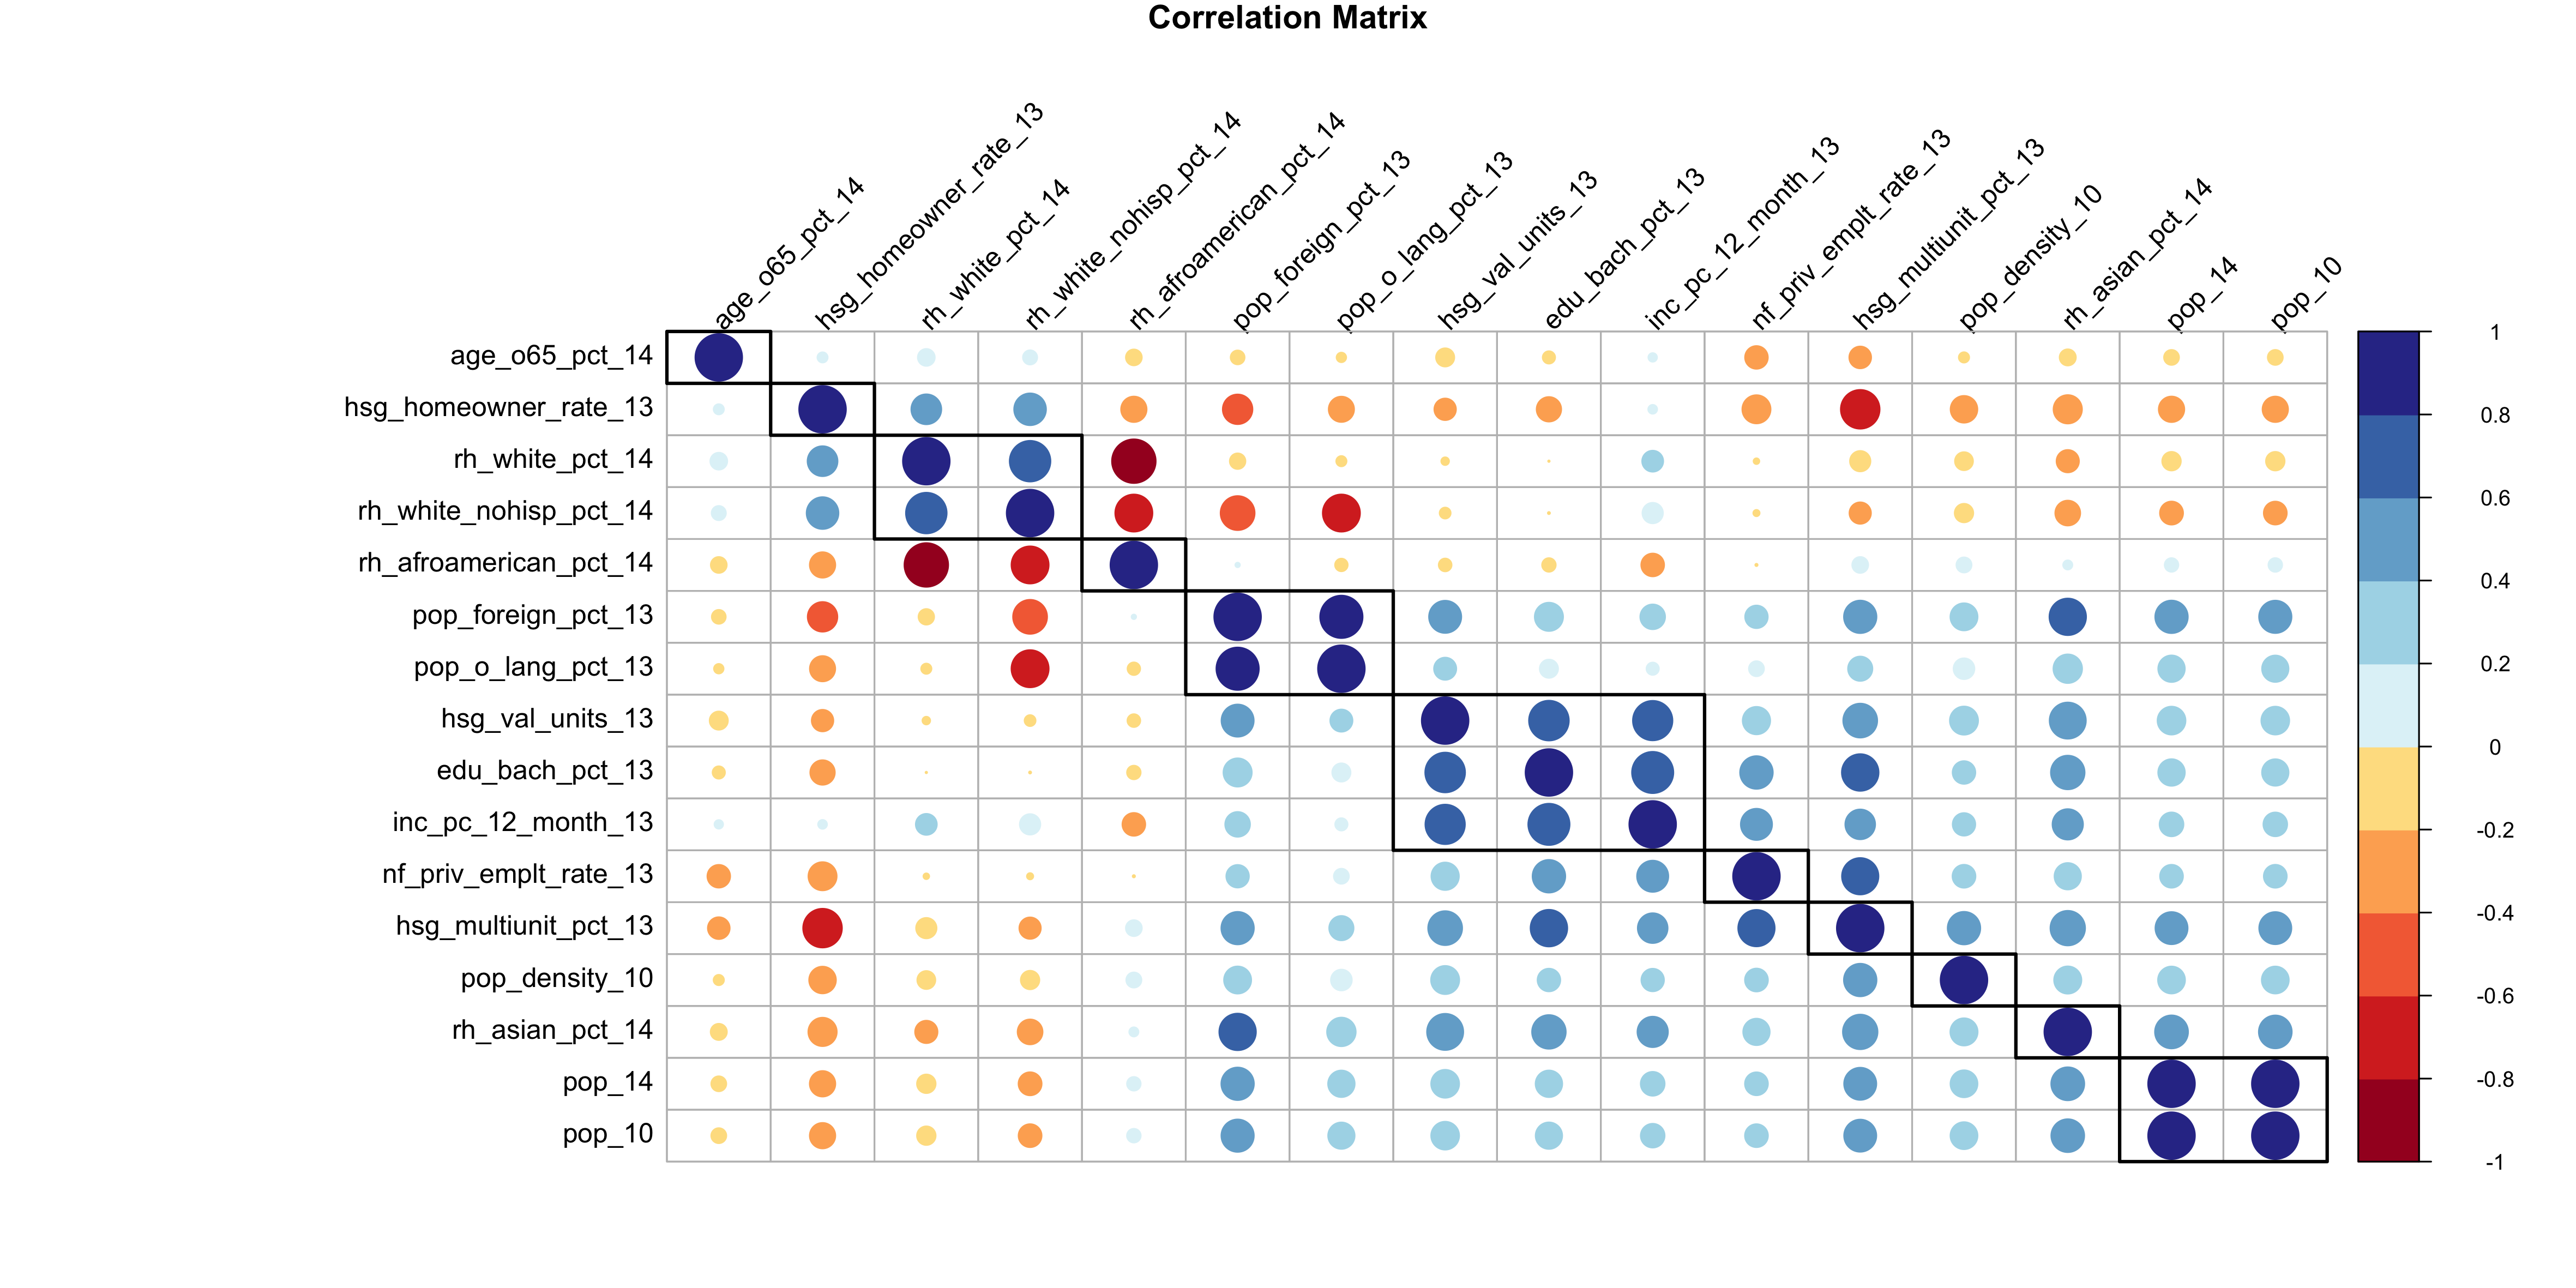 Correlation Matrix
age_o65_pct_14
hsg_homeowner_rate_13
rh_white_pct_14
rh_white_nohisp_pct_14
rh_afroamerican_pct_14
pop_foreign_pct_13
pop_o_lang_pct_13
hsg_val_units_13
edu_bach_pct_13
inc_pc_12_month_13
nf_priv_emplt_rate_13
hsg_multiunit_pct_13
pop_density_10
rh_asian_pct_14
pop_14
pop_10
age_o65_pct_14
hsg_homeowner_rate_13
rh_white_pct_14
rh_white_nohisp_pct_14
rh_afroamerican_pct_14
pop_foreign_pct_13
pop_o_lang_pct_13
hsg_val_units_13
edu_bach_pct_13
inc_pc_12_month_13
nf_priv_emplt_rate_13
hsg_multiunit_pct_13
pop_density_10
rh_asian_pct_14
pop_14
pop_10
1
0.8
0.6
0.4
0.2
0
-0.2
-0.4
-0.6
-0.8
-1